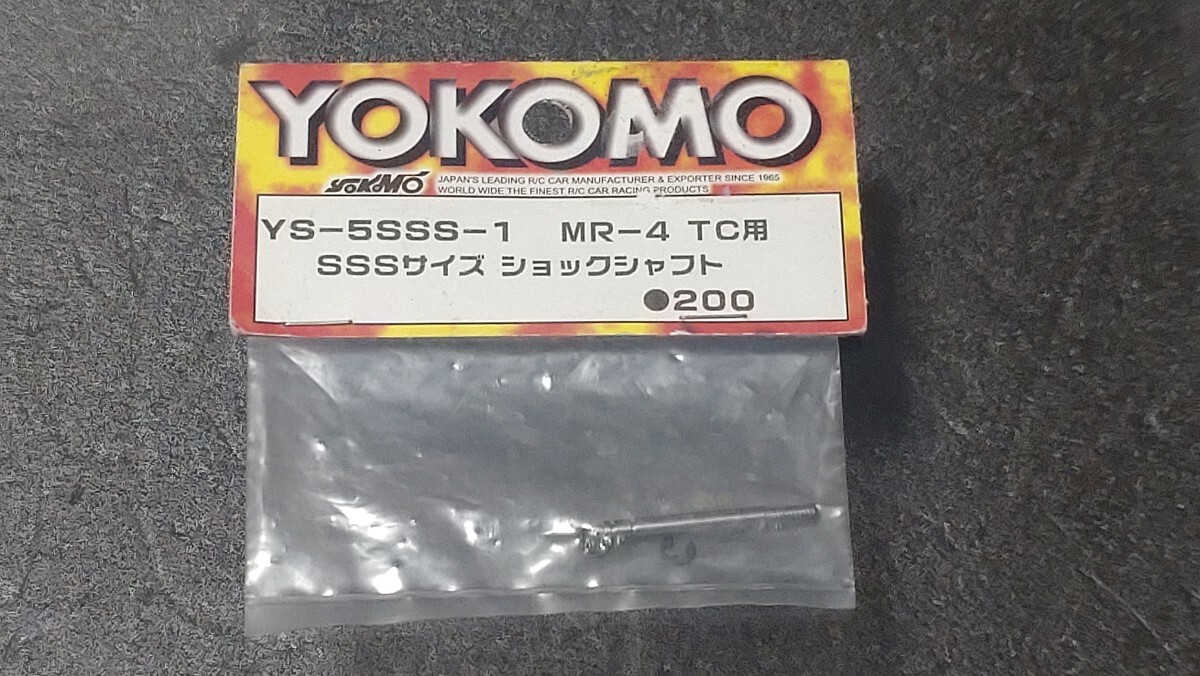 YOKOMO
YOKOMO JAPAN'S LEADING R/C CAR MANUFACTURER & EXPORTER SINCE 1965
WORLD WIDE THE FINEST R/C CAR RACING PRODUCTS
YS-5SSS-1 MR-4 TC用
SSSサイズ ショックシャフト
●200